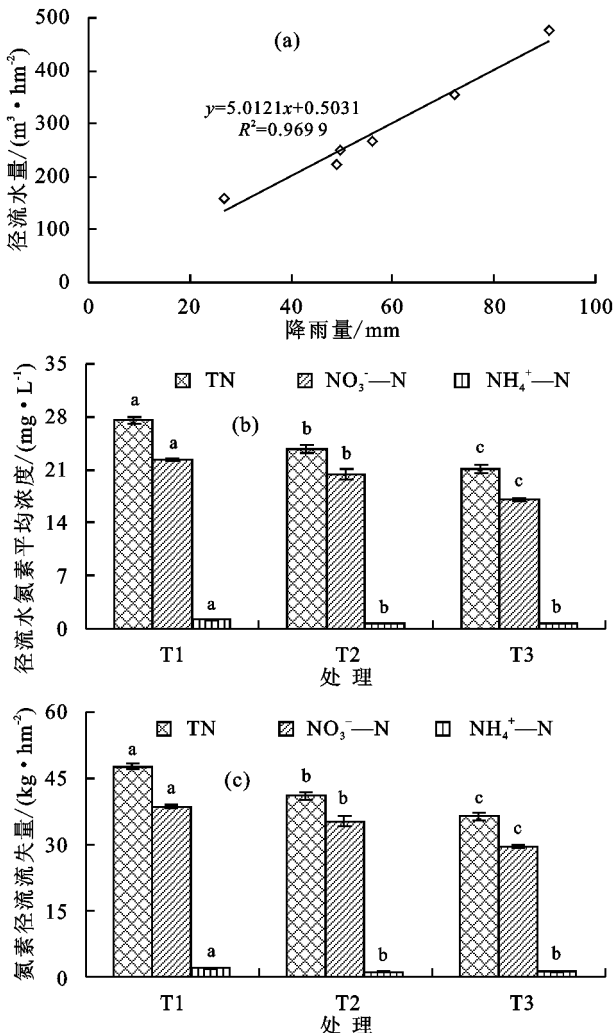 500
(a)
400
y=5.0121x+0.5031
R²=0.969 9
300
200
100
0
径流水量/(m³·hm⁻²)
0 20 40 60 80 100
降雨量/mm
35
TN NO₃⁻—N NH₄⁺—N
28
(b)
21
14
7
0
径流水氮素平均浓度/(mg·L⁻¹)
a a a b b b c c b
T1 T2 T3
处 理
60
TN NO₃⁻—N NH₄⁺—N
45
(c)
30
15
0
氮素径流流失量/(kg·hm⁻²)
a a a b b b c c b
T1 T2 T3
处 理